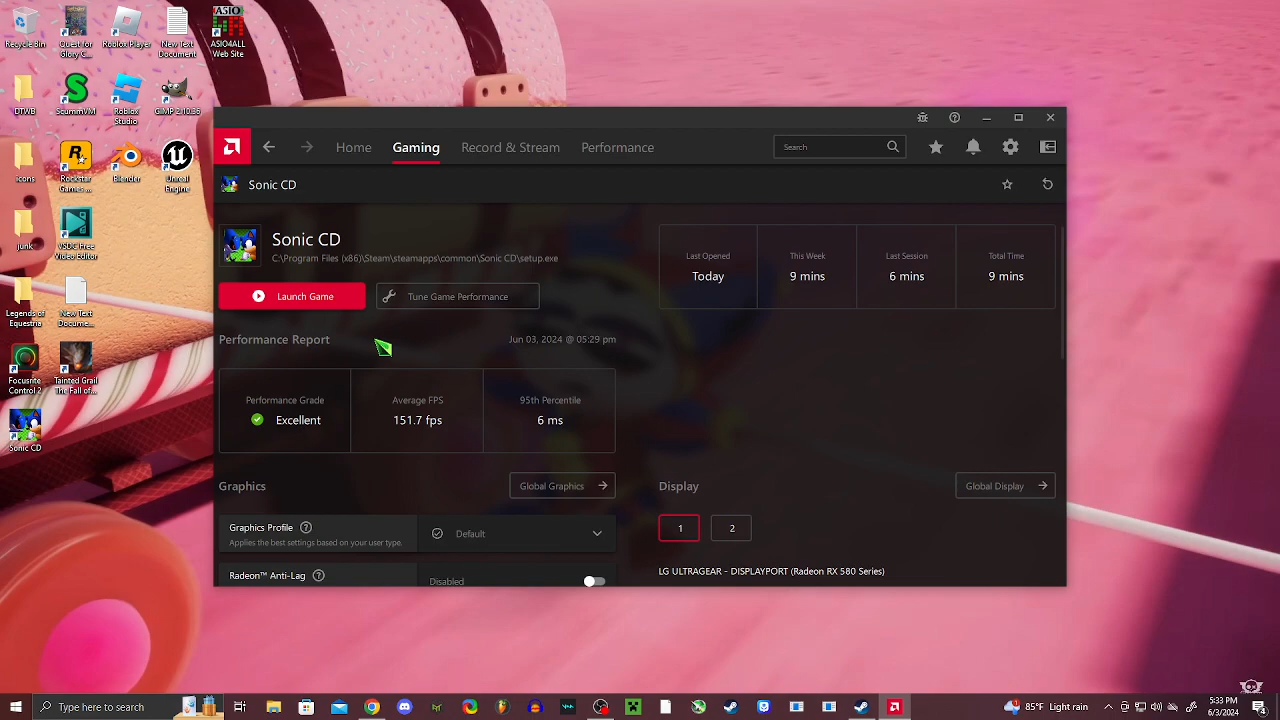 Recycle Bin
Quest for Glory C...
Roblox Player
New Text Document
ASIO
ASIO4ALL Web Site
DTWB
ScummVM
Roblox Studio
GIMP 2.10.36
icons
Rockstar Games ...
Blender
Unreal Engine
junk
VSDC Free Video Editor
Legends of Equestria
New Text Docume...
Focusrite Control 2
Tainted Grail The Fall of...
Sonic CD
Home
Gaming
Record & Stream
Performance
Search
Sonic CD
Sonic CD
C:\Program Files (x86)\Steam\steamapps\common\Sonic CD\setup.exe
Launch Game
Tune Game Performance
Last Opened
Today
This Week
9 mins
Last Session
6 mins
Total Time
9 mins
Performance Report
Jun 03, 2024 @ 05:29 pm
Performance Grade
Excellent
Average FPS
151.7 fps
95th Percentile
6 ms
Graphics
Global Graphics
Display
Global Display
Graphics Profile
Applies the best settings based on your user type.
Default
1
2
Radeon™ Anti-Lag
Disabled
LG ULTRAGEAR - DISPLAYPORT (Radeon RX 580 Series)
Type here to search
85°F Light rain
5:33 PM
6/3/2024